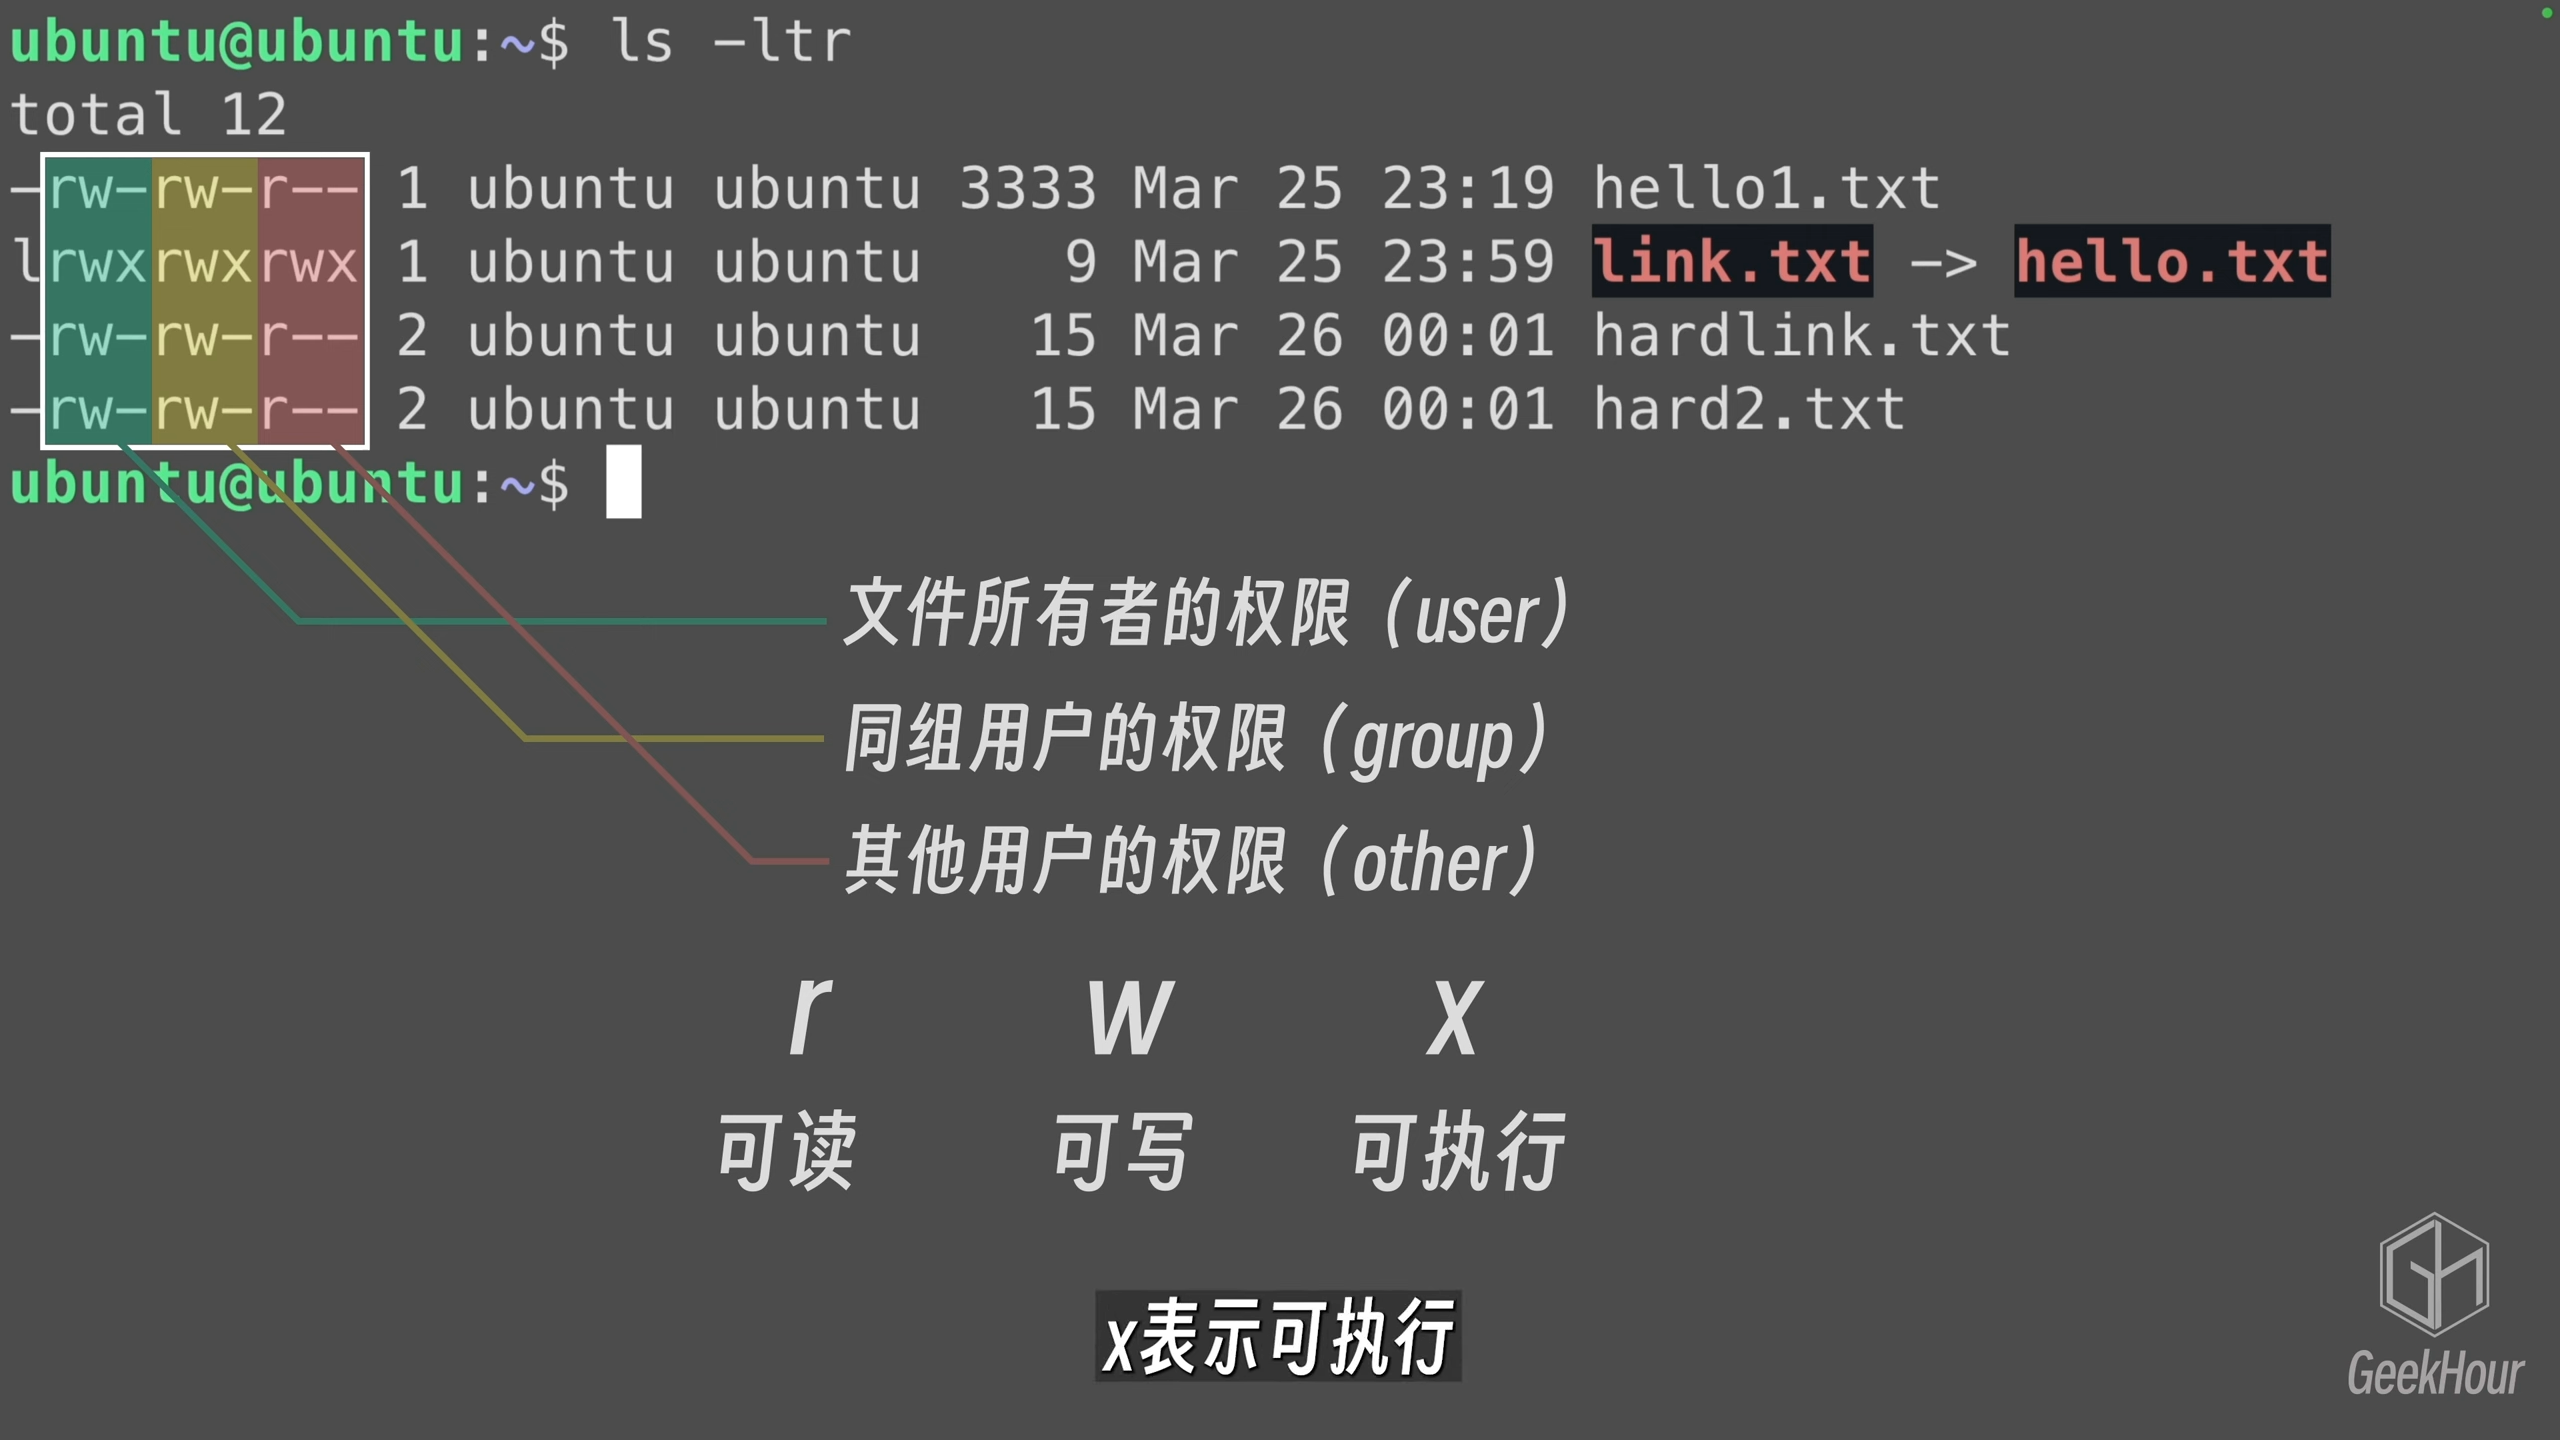 ubuntu@ubuntu:~$ ls -ltr
total 12
-rw-rw-r-- 1 ubuntu ubuntu 3333 Mar 25 23:19 hello1.txt
lrwxrwxrwx 1 ubuntu ubuntu    9 Mar 25 23:59 link.txt -> hello.txt
-rw-rw-r-- 2 ubuntu ubuntu   15 Mar 26 00:01 hardlink.txt
-rw-rw-r-- 2 ubuntu ubuntu   15 Mar 26 00:01 hard2.txt
ubuntu@ubuntu:~$
文件所有者的权限（user）
同组用户的权限（group）
其他用户的权限（other）
r w x
可读 可写 可执行
x表示可执行
GeekHour